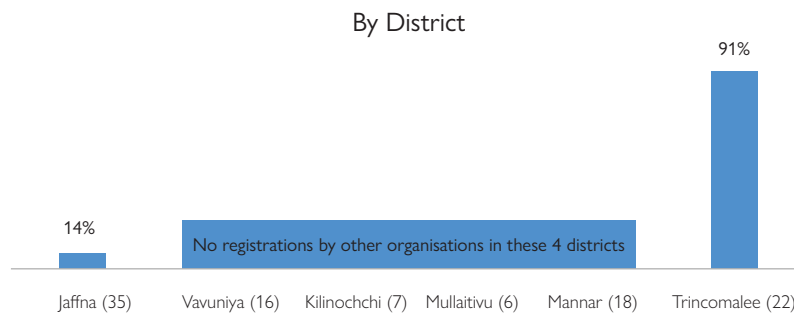 By District
91%
14%
No registrations by other organisations in these 4 districts
Jaffna (35) Vavuniya (16) Kilinochchi (7) Mullaitivu (6) Mannar (18) Trincomalee (22)